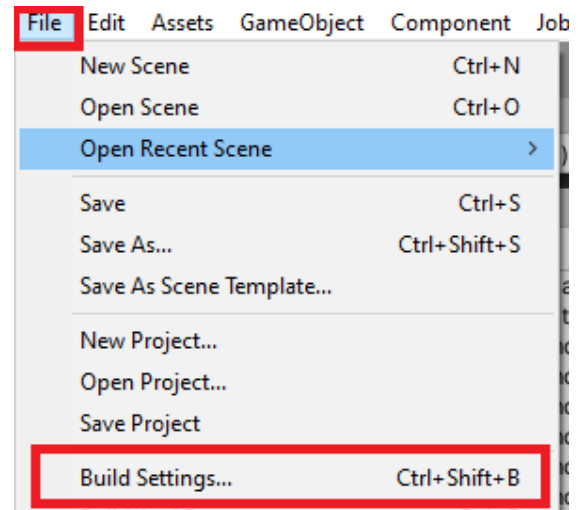 File Edit Assets GameObject Component Job
New Scene Ctrl+N
Open Scene Ctrl+O
Open Recent Scene >
Save Ctrl+S
Save As... Ctrl+Shift+S
Save As Scene Template...
New Project...
Open Project...
Save Project
Build Settings... Ctrl+Shift+B